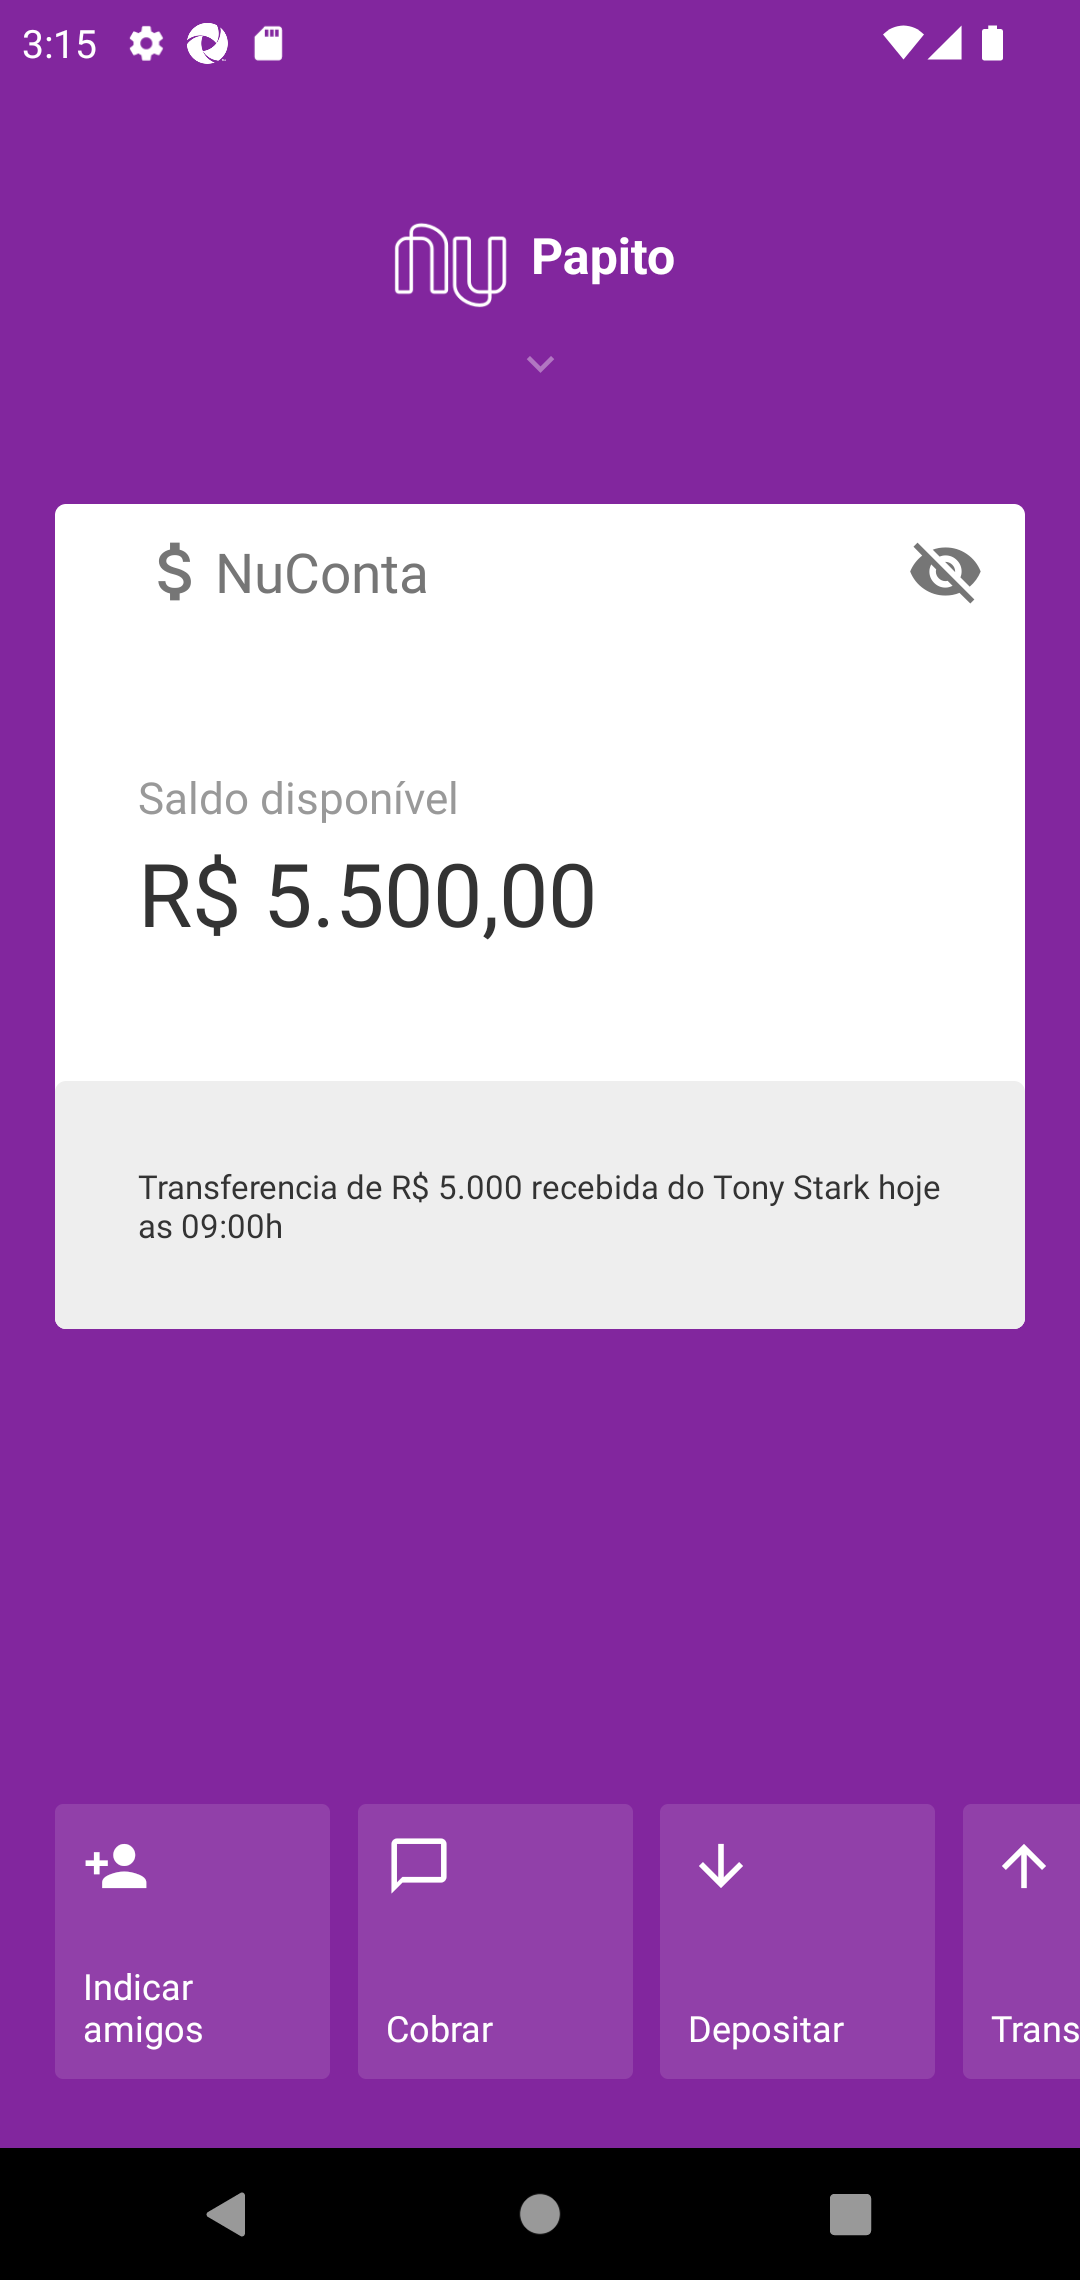 3:15
nu Papito
$ NuConta
Saldo disponível
R$ 5.500,00
Transferencia de R$ 5.000 recebida do Tony Stark hoje
as 09:00h
Indicar
amigos
Cobrar
Depositar
Trans